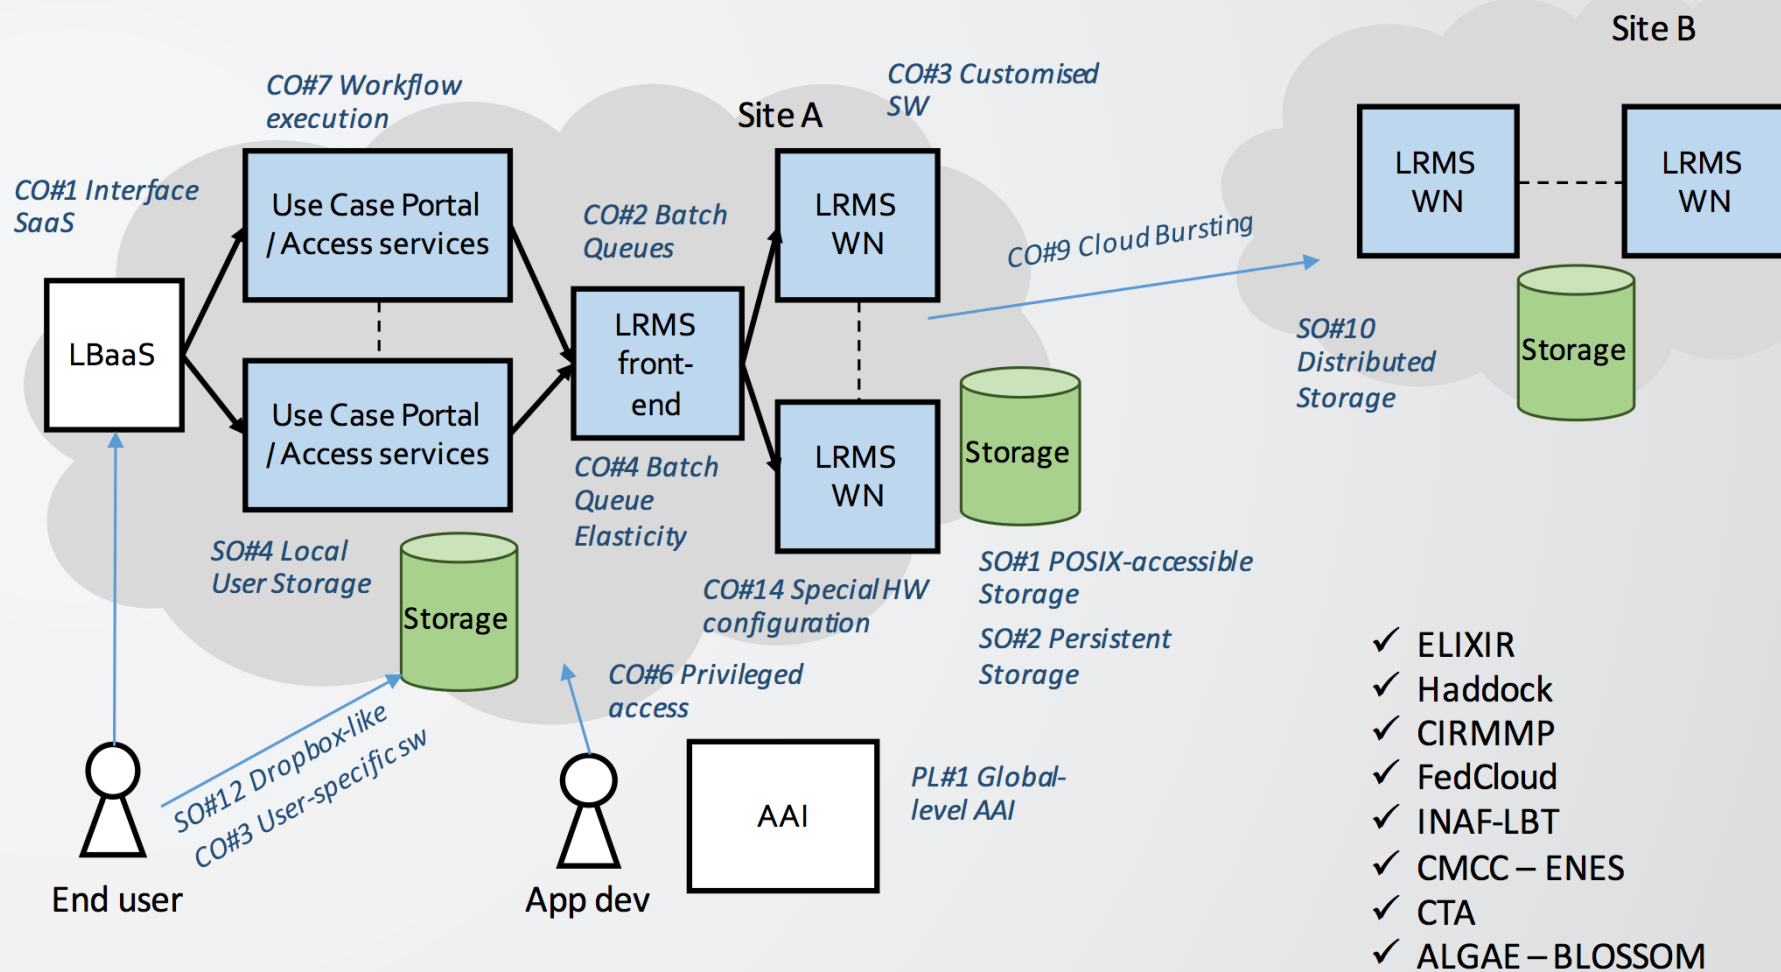 Site B
CO#7 Workflow
execution
Site A
CO#3 Customised
SW
CO#1 Interface
SaaS
Use Case Portal
/ Access services
CO#2 Batch
Queues
LRMS
WN
CO#9 Cloud Bursting
LRMS
WN
LRMS
WN
LBaaS
LRMS
front-
end
SO#10
Distributed
Storage
Storage
Use Case Portal
/ Access services
CO#4 Batch
Queue
Elasticity
LRMS
WN
Storage
SO#4 Local
User Storage
Storage
CO#14 Special HW
configuration
SO#1 POSIX-accessible
Storage
SO#2 Persistent
Storage
CO#6 Privileged
access
SO#12 Dropbox-like
CO#3 User-specific sw
AAI
PL#1 Global-
level AAI
End user
App dev
✓ ELIXIR
✓ Haddock
✓ CIRMMP
✓ FedCloud
✓ INAF-LBT
✓ CMCC – ENES
✓ CTA
✓ ALGAE – BLOSSOM